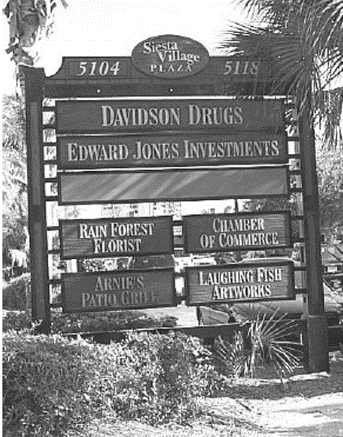 Siesta
Village
PLAZA
5104 5118
DAVIDSON DRUGS
EDWARD JONES INVESTMENTS
RAIN FOREST
FLORIST
CHAMBER
OF COMMERCE
ARNIE'S
PATIO GRILL
LAUGHING FISH
ARTWORKS